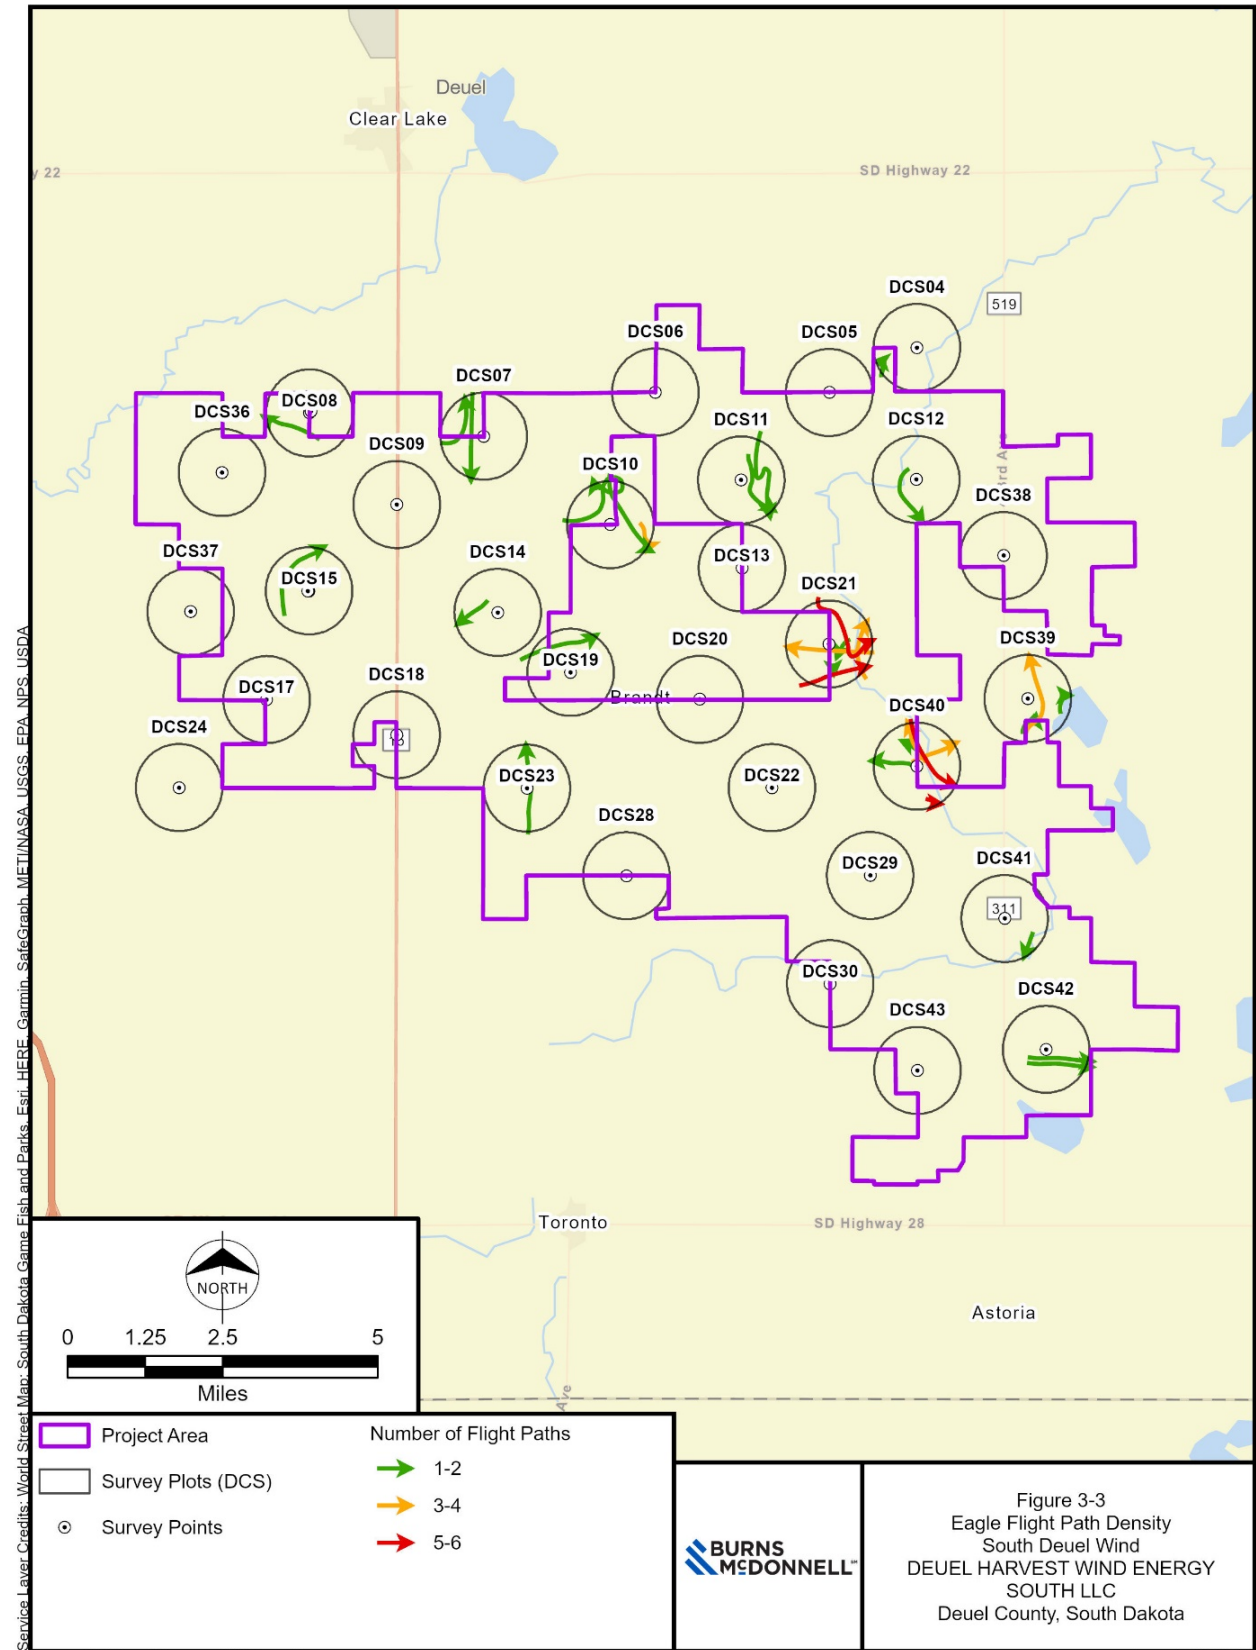 Deuel
Clear Lake
y 22
SD Highway 22
DCS04
519
DCS06
DCS05
DCS07
DCS08
DCS36
DCS11
DCS12
DCS09
rd Ave
DCS10
DCS38
DCS37
DCS14
DCS13
DCS15
DCS21
DCS39
DCS19
DCS20
DCS18
DCS17
Brandt
DCS40
DCS24
DCS23
DCS22
DCS28
DCS41
DCS29
311
DCS30
DCS42
DCS43
Toronto
SD Highway 28
Astoria
Ave
NORTH
0 1.25 2.5 5
Miles
Project Area
Survey Plots (DCS)
Survey Points
Number of Flight Paths
1-2
3-4
5-6
BURNS
McDONNELL
Figure 3-3
Eagle Flight Path Density
South Deuel Wind
DEUEL HARVEST WIND ENERGY
SOUTH LLC
Deuel County, South Dakota
Service Layer Credits: World Street Map: South Dakota Game Fish and Parks, Esri, HERE, Garmin, SafeGraph, METI/NASA, USGS, EPA, NPS, USDA